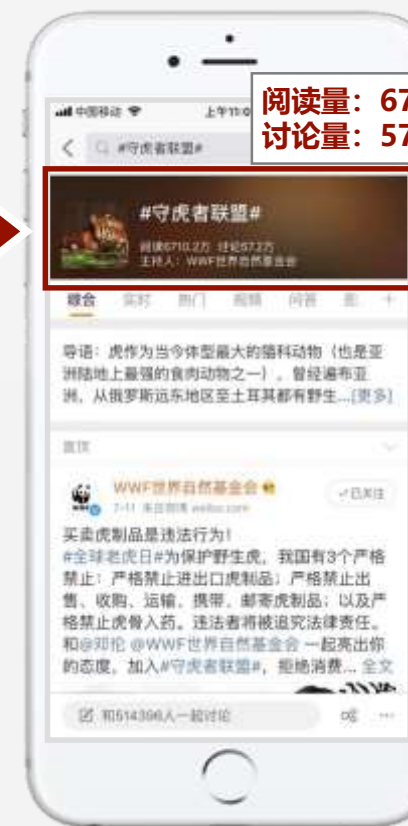 阅读量：67
讨论量：57
中国移动
上午11:0
#守虎者联盟#
#守虎者联盟#
阅读6710.2万 讨论57.2万
主持人：WWF世界自然基金会
综合 实时 热门 视频 问答 图 +
导语：虎作为当今体型最大的猫科动物（也是亚
洲陆地上最强的食肉动物之一），曾经遍布亚
洲，从俄罗斯远东地区至土耳其都有野生...[更多]
置顶
WWF世界自然基金会
7-11 来自微博 weibo.com
已关注
买卖虎制品是违法行为！
#全球老虎日#为保护野生虎，我国有3个严格
禁止：严格禁止进出口虎制品；严格禁止出
售、收购、运输、携带、邮寄虎制品；以及严
格禁止虎骨入药。违法者将被追究法律责任。
和@邓伦 @WWF世界自然基金会 一起亮出你
的态度，加入#守虎者联盟#，拒绝消费... 全文
和514396人一起讨论